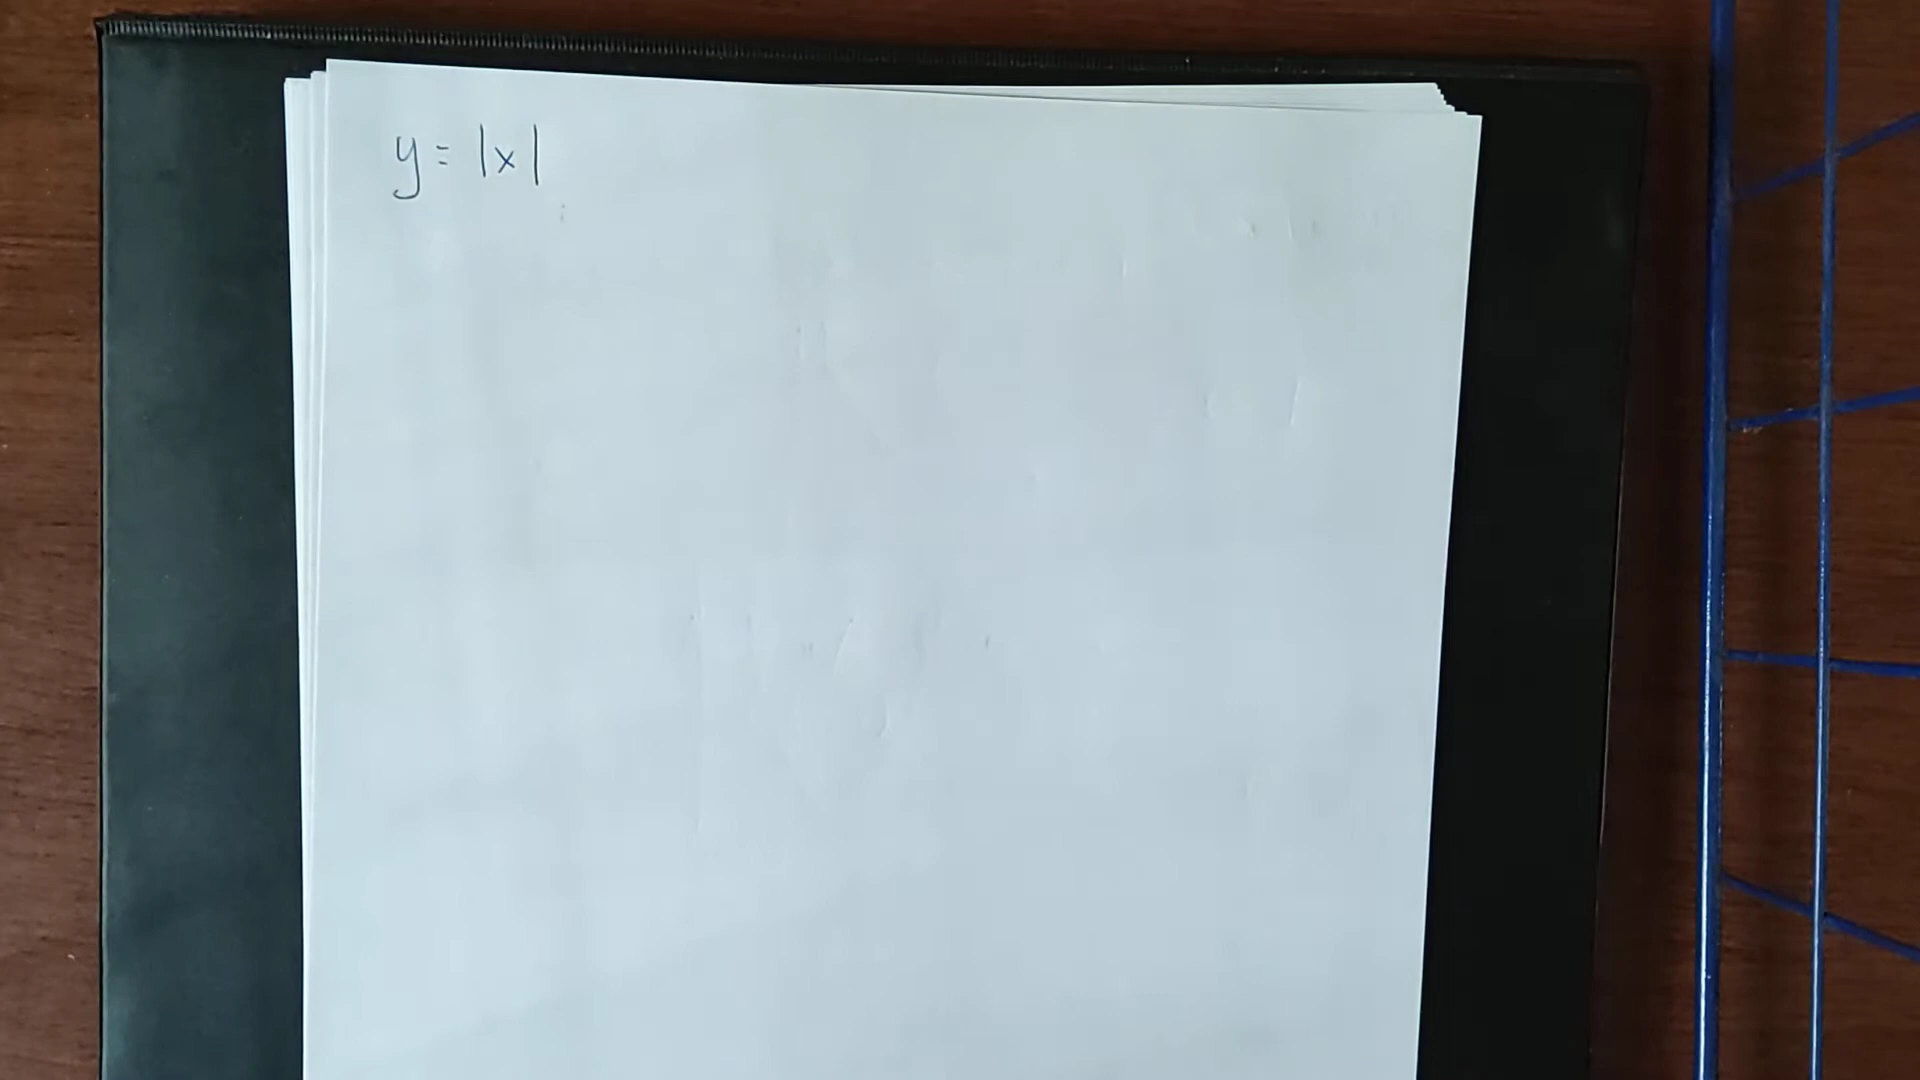 y = |x|